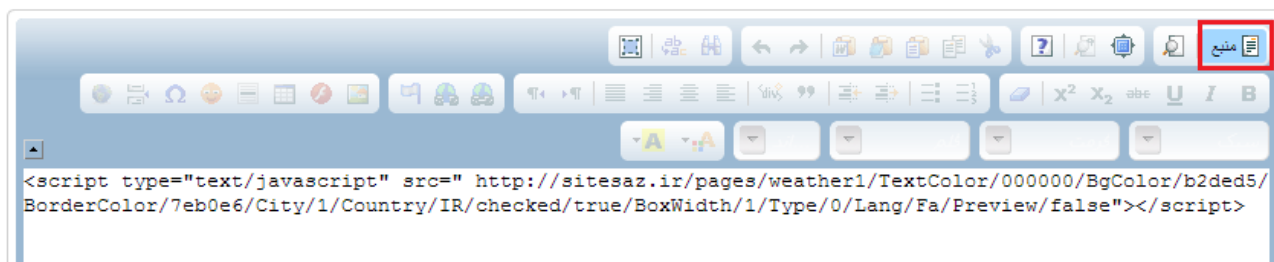 منبع
<script type="text/javascript" src=" http://sitesaz.ir/pages/weather1/TextColor/000000/BgColor/b2ded5/
BorderColor/7eb0e6/City/1/Country/IR/checked/true/BoxWidth/1/Type/0/Lang/Fa/Preview/false"></script>